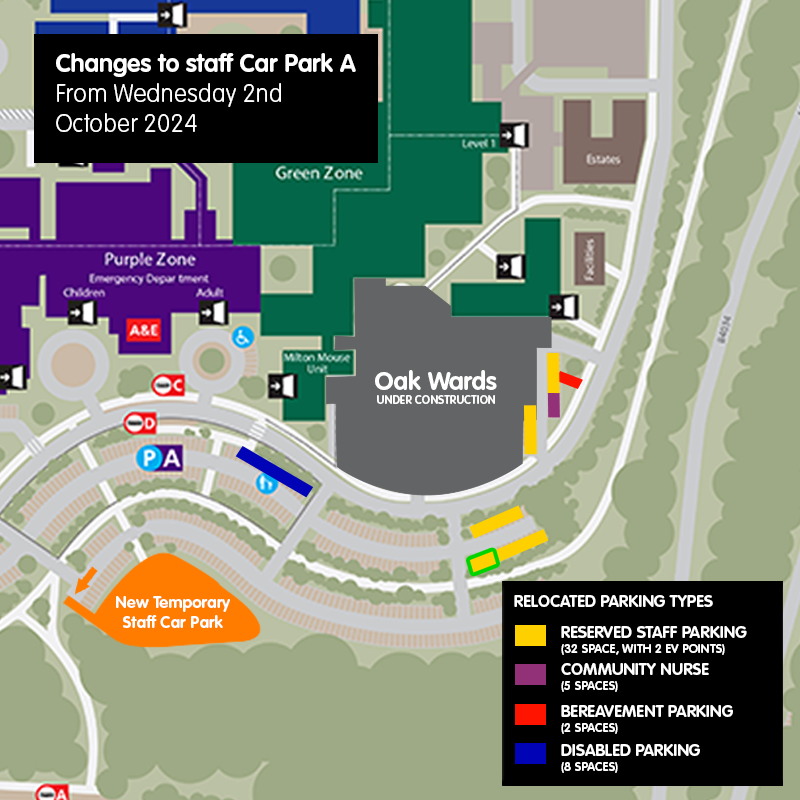 Changes to staff Car Park A
From Wednesday 2nd
October 2024
Level 1
Green Zone
Estates
Purple Zone
Emergency Department
Children
Adult
Facilities
A&E
B4034
Milton Mouse
Unit
Oak Wards
UNDER CONSTRUCTION
C
D
P A
New Temporary
Staff Car Park
RELOCATED PARKING TYPES
RESERVED STAFF PARKING
(32 SPACE, WITH 2 EV POINTS)
COMMUNITY NURSE
(5 SPACES)
BEREAVEMENT PARKING
(2 SPACES)
DISABLED PARKING
(8 SPACES)
A